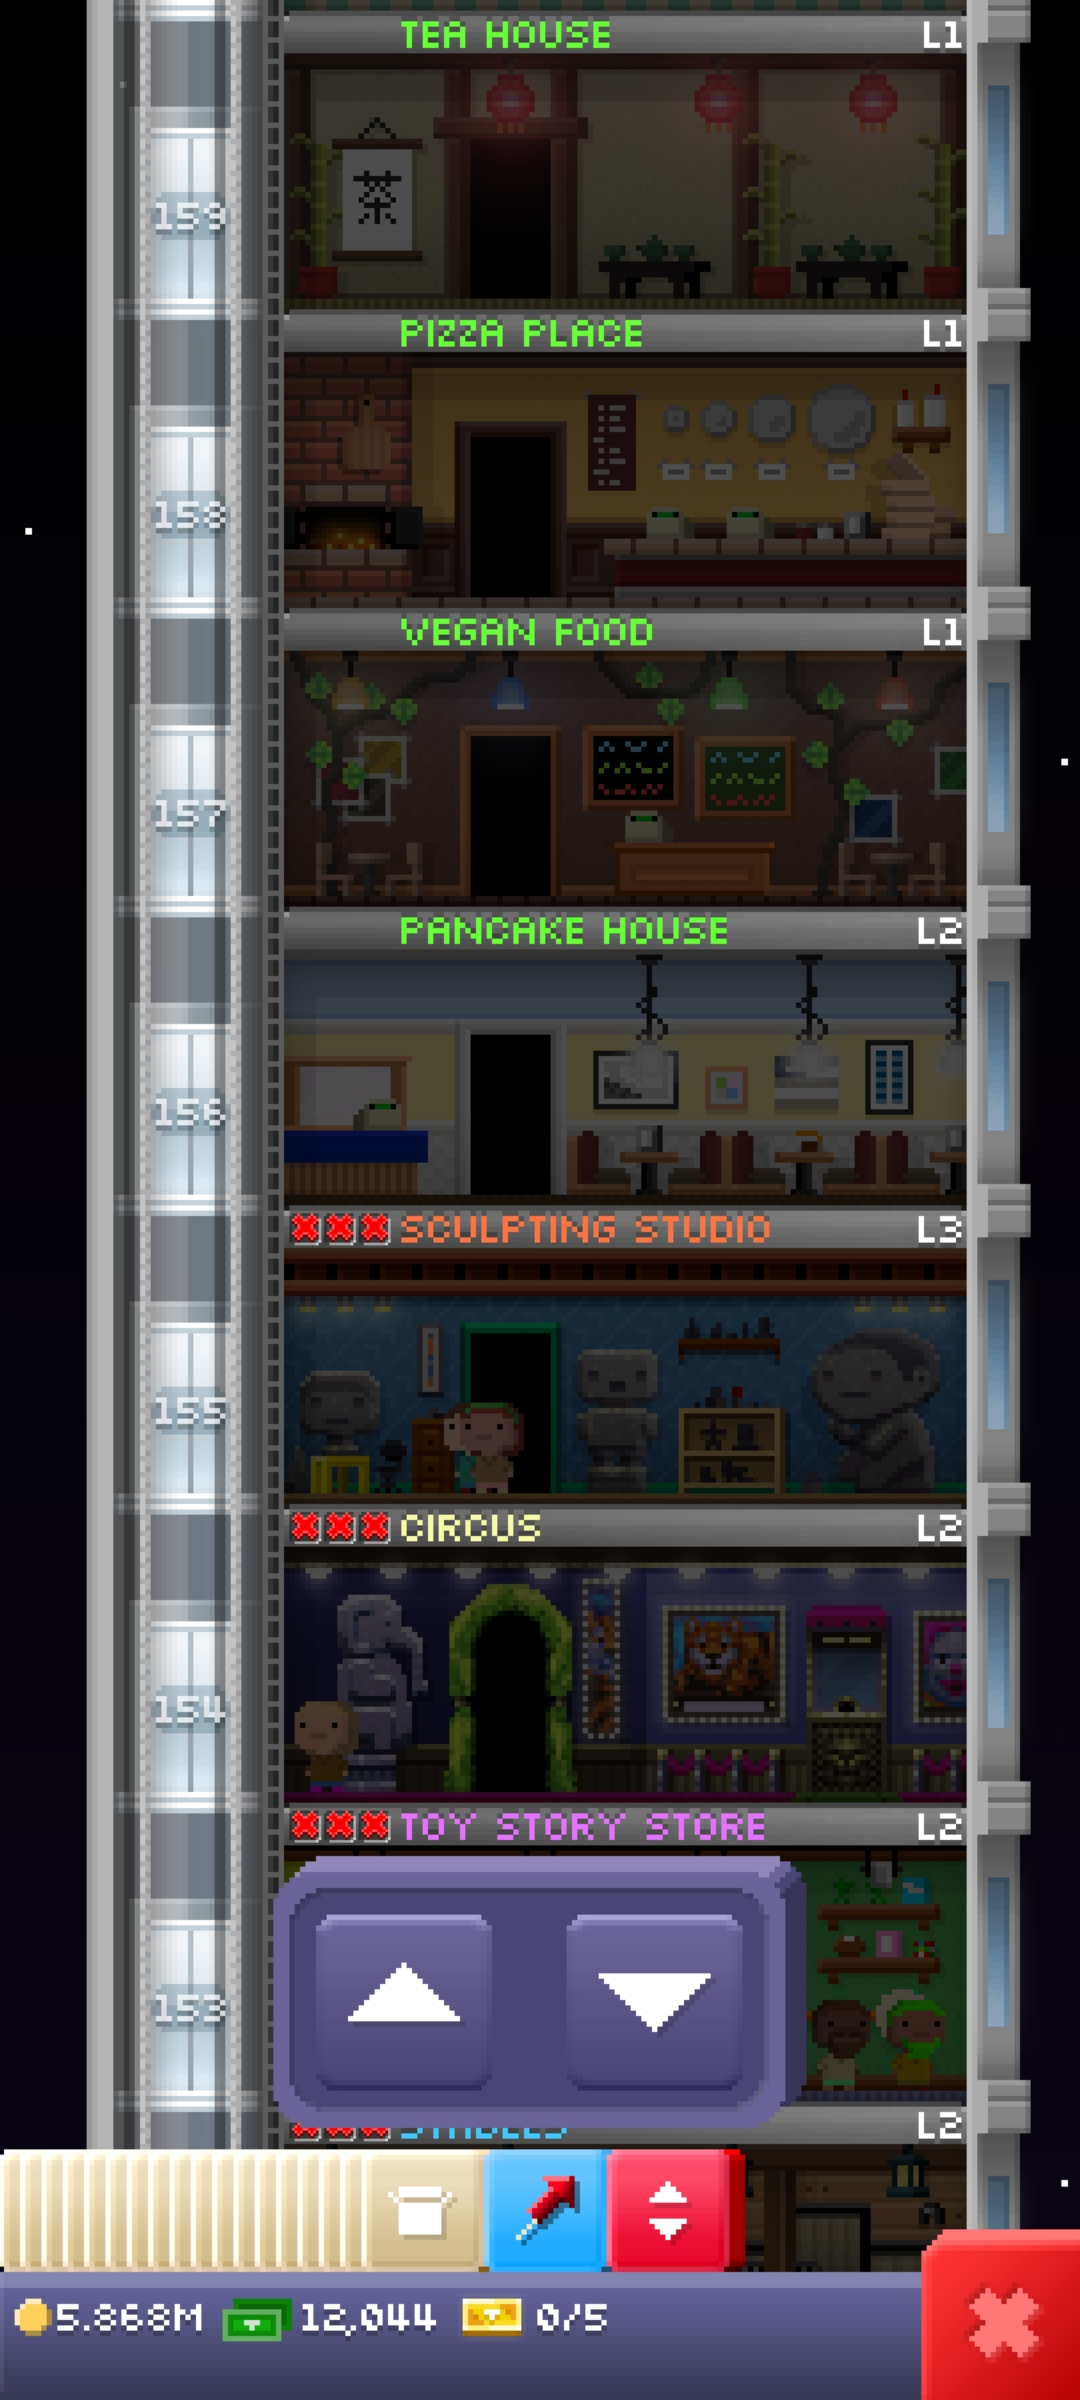 TEA HOUSE L1
茶
159
PIZZA PLACE L1
158
VEGAN FOOD L1
157
PANCAKE HOUSE L2
156
SCULPTING STUDIO L3
155
CIRCUS L2
154
TOY STORY STORE L2
153
STABLES L2
5.868M 12,044 0/5